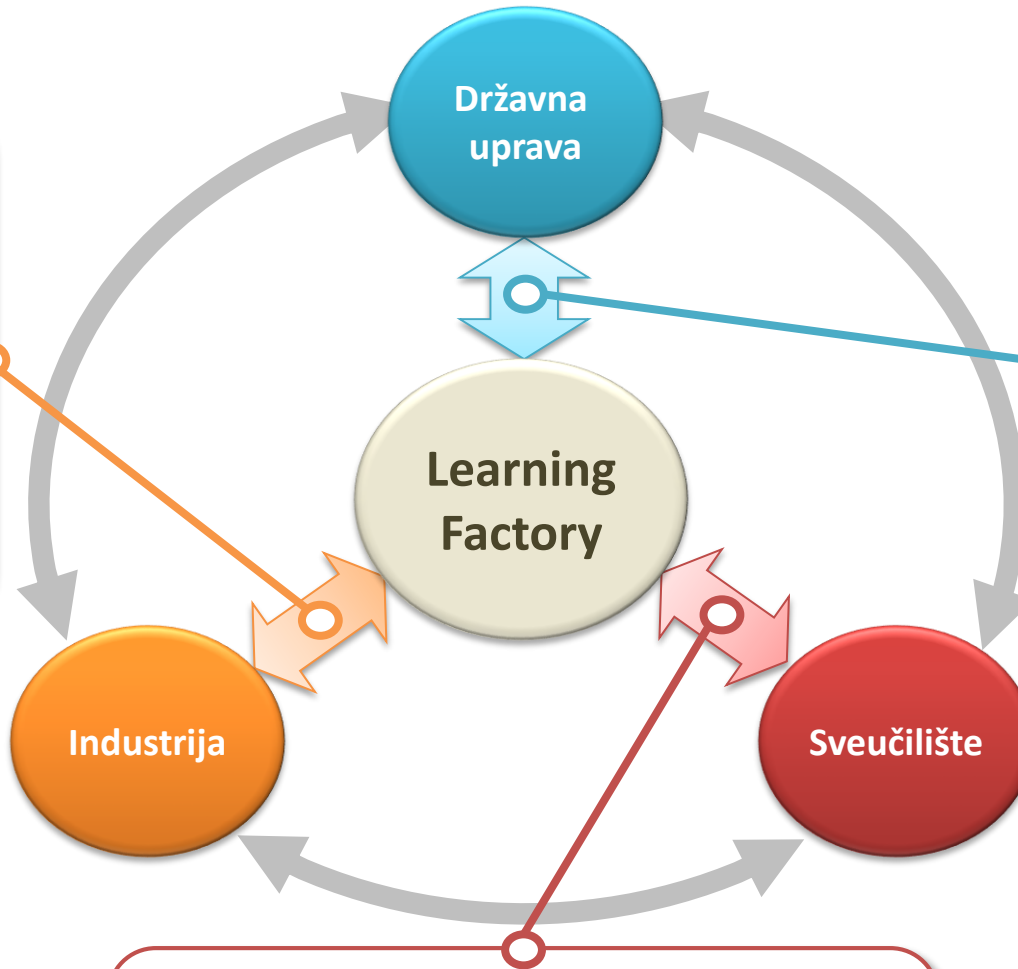 Državna
uprava
Learning
Factory
Industrija
Sveučilište